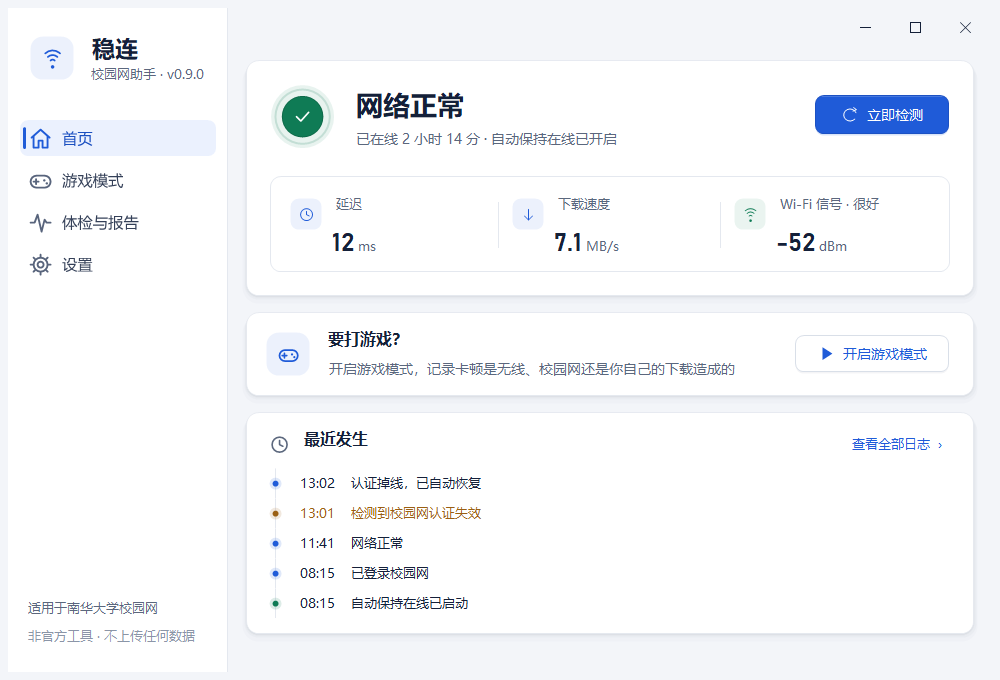 稳连
校园网助手 · v0.9.0
首页
游戏模式
体检与报告
设置
适用于南华大学校园网
非官方工具 · 不上传任何数据
网络正常
已在线 2 小时 14 分 · 自动保持在线已开启
立即检测
延迟
12 ms
下载速度
7.1 MB/s
Wi-Fi 信号 · 很好
-52 dBm
要打游戏?
开启游戏模式，记录卡顿是无线、校园网还是你自己的下载造成的
开启游戏模式
最近发生
查看全部日志 ›
13:02 认证掉线，已自动恢复
13:01 检测到校园网认证失效
11:41 网络正常
08:15 已登录校园网
08:15 自动保持在线已启动